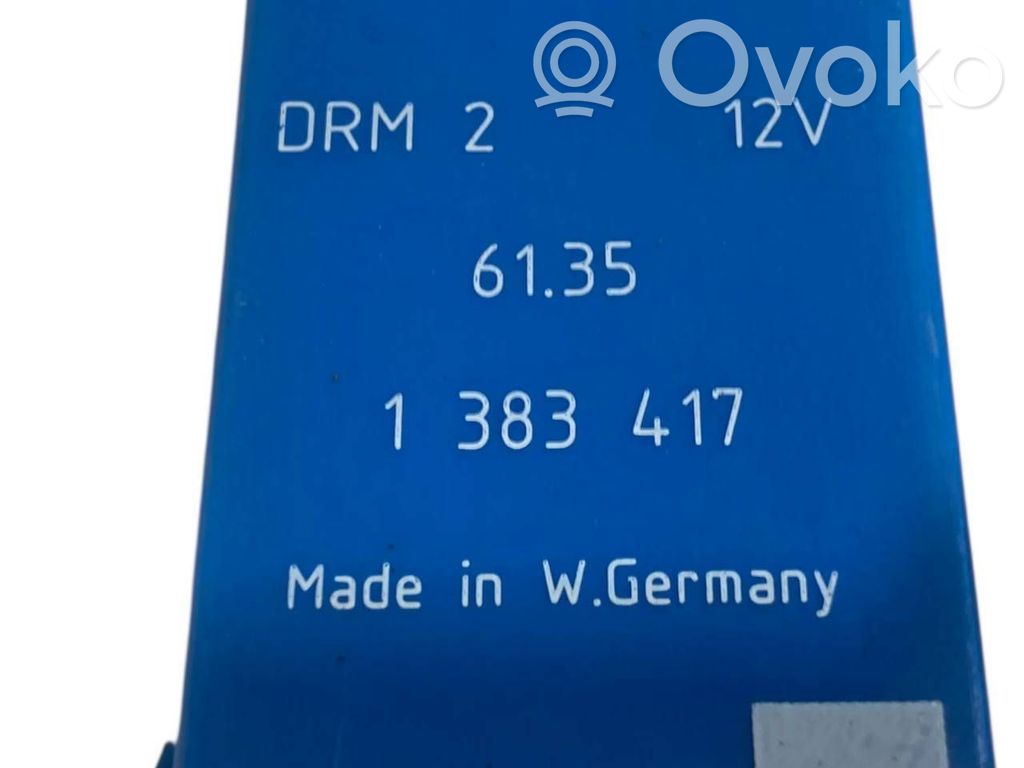 Ovoko
DRM 2 12V
61.35
1 383 417
Made in W.Germany